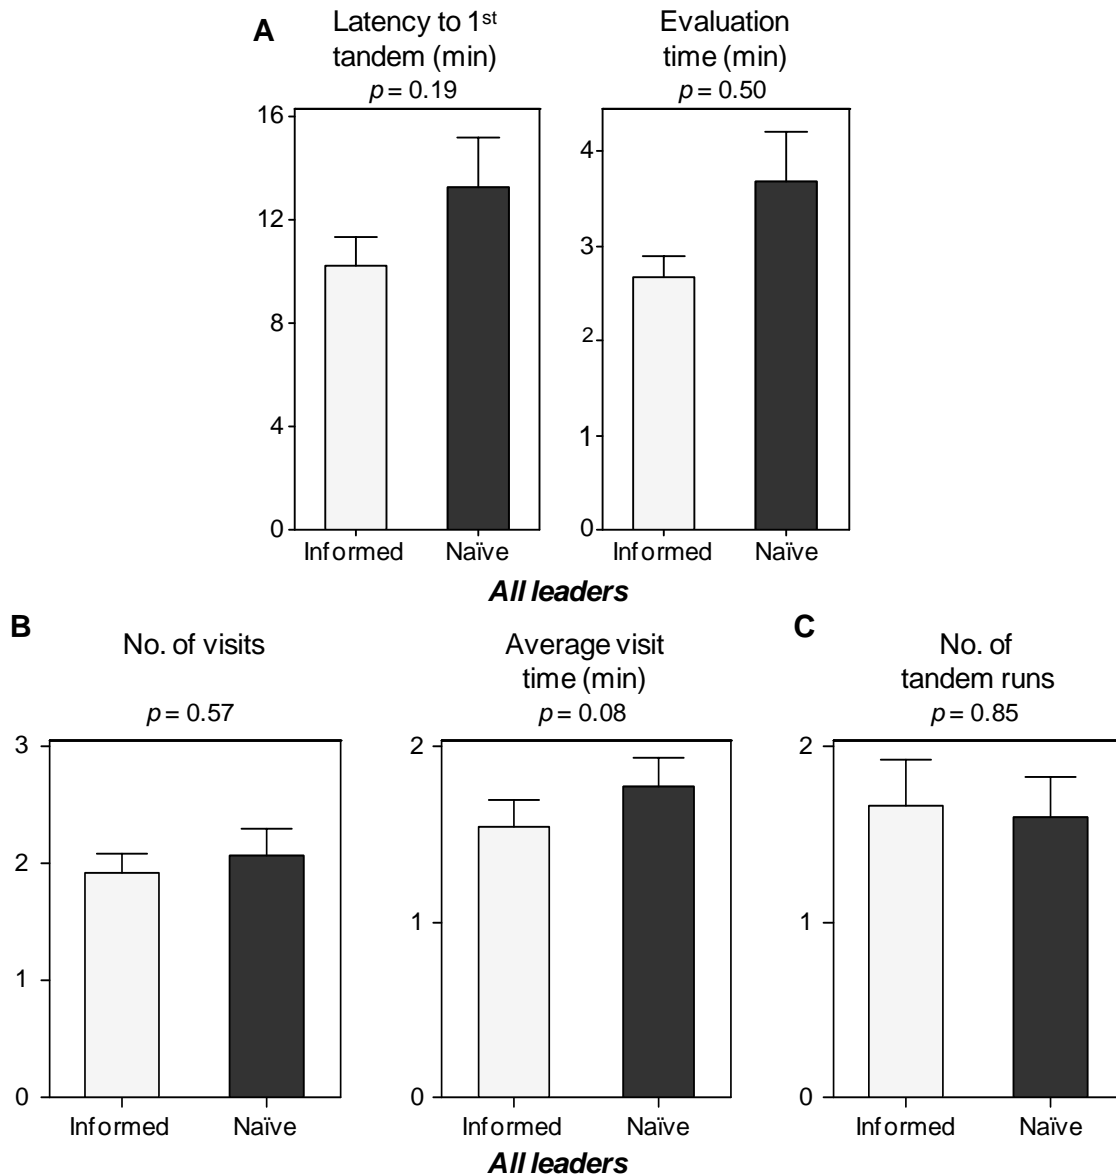 A
Latency to 1st
tandem (min)
p = 0.19
16
12
8
4
0
Informed
Naïve
Evaluation
time (min)
p = 0.50
4
3
2
1
0
Informed
Naïve
All leaders
B
No. of visits
p = 0.57
3
2
1
0
Informed
Naïve
Average visit
time (min)
p = 0.08
2
1
0
Informed
Naïve
All leaders
C
No. of
tandem runs
p = 0.85
2
1
0
Informed
Naïve